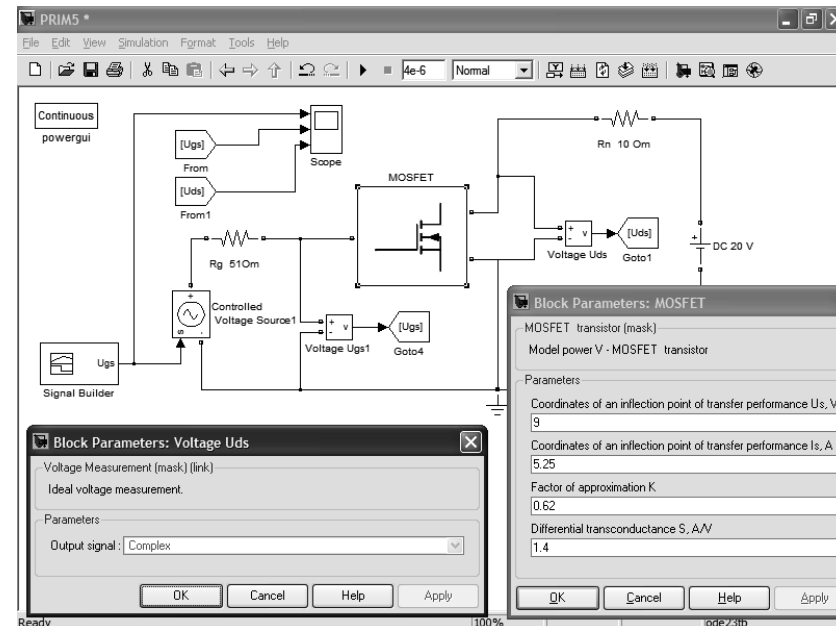 PRIM5 *
File Edit View Simulation Format Tools Help
4e-6 Normal
Continuous
powergui
[Ugs]
From
[Uds]
From1
Scope
MOSFET
Rn 10 Om
Rg 51Om
+ v -
Voltage Uds
[Uds]
Goto1
+ DC 20 V
+
s -
Controlled
Voltage Source1
+ v -
Voltage Ugs1
[Ugs]
Goto4
Ugs
Signal Builder
Block Parameters: Voltage Uds
Voltage Measurement (mask) (link)
Ideal voltage measurement.
Parameters
Output signal : Complex
OK Cancel Help Apply
Block Parameters: MOSFET
MOSFET transistor (mask)
Model power V - MOSFET transistor
Parameters
Coordinates of an inflection point of transfer performance Us, V
9
Coordinates of an inflection point of transfer performance Is, A
5.25
Factor of approximation K
0.62
Differential transconductance S, A/V
1.4
OK Cancel Help Apply
Ready 100% ode23tb